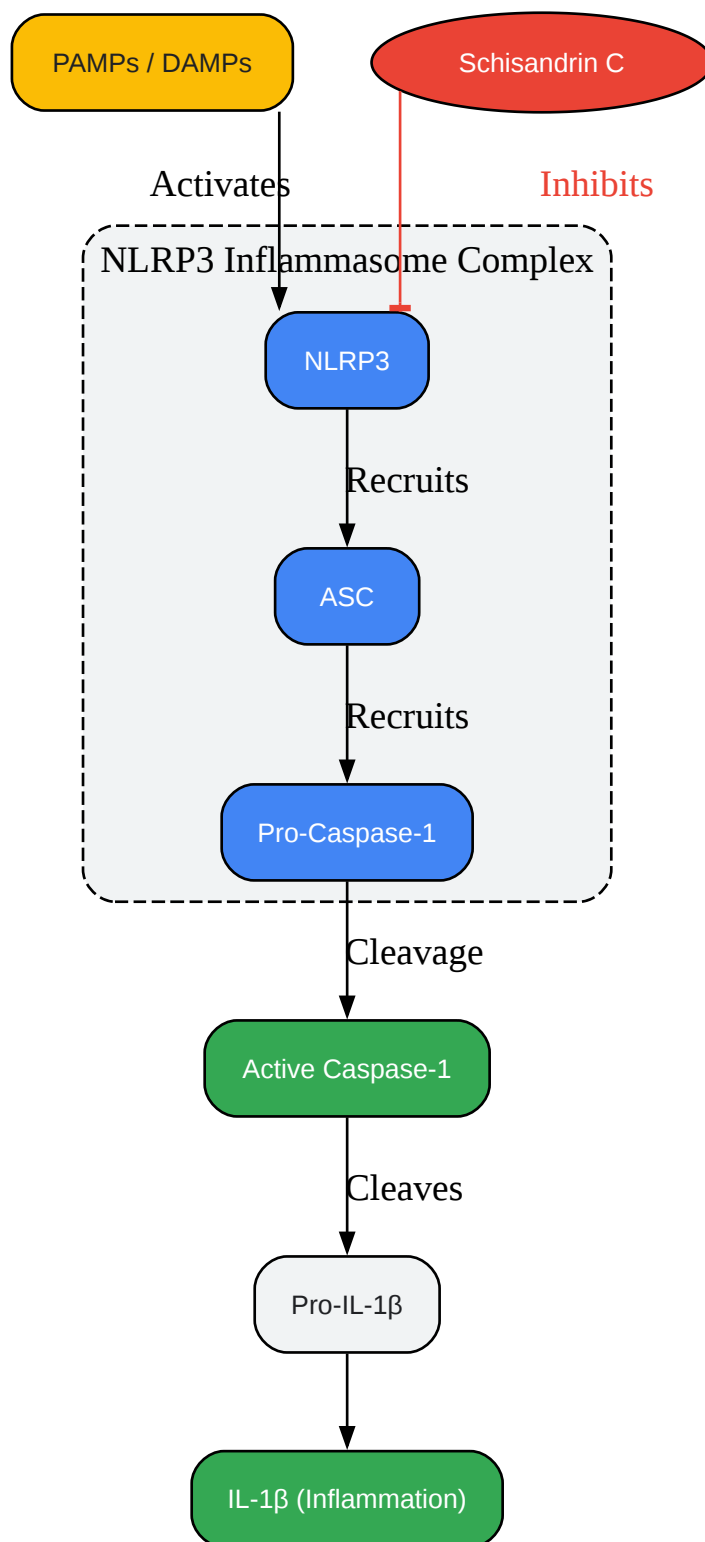 PAMPs / DAMPs
Schisandrin C
Activates
Inhibits
NLRP3 Inflammasome Complex
NLRP3
Recruits
ASC
Recruits
Pro-Caspase-1
Cleavage
Active Caspase-1
Cleaves
Pro-IL-1β
IL-1β (Inflammation)